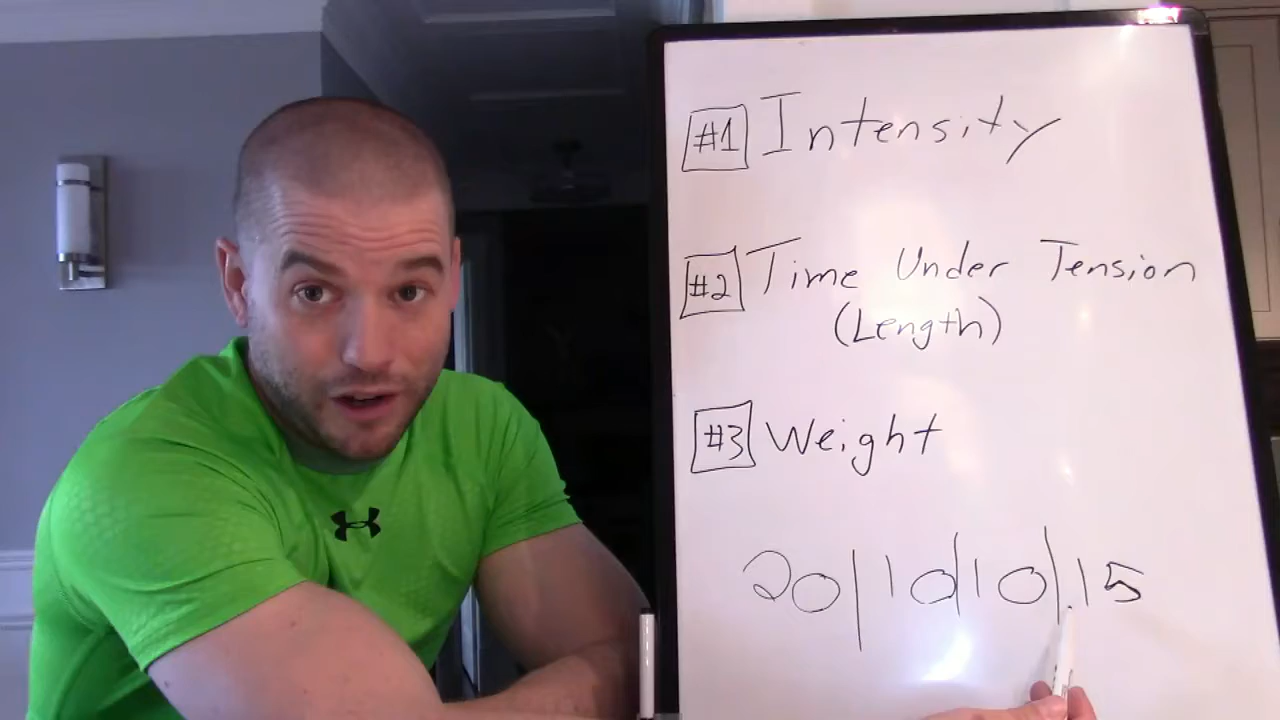 #1 Intensity
#2 Time Under Tension
(Length)
#3 Weight
20|10|10|15